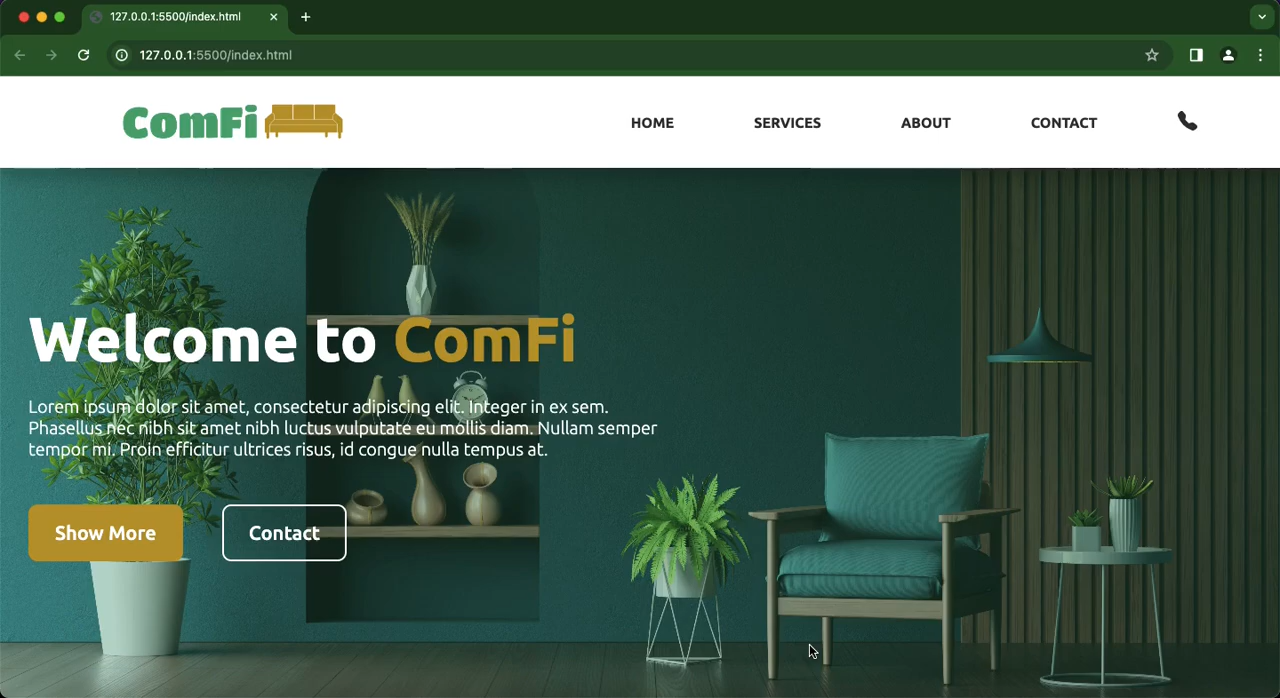 127.0.0.1:5500/index.html
127.0.0.1:5500/index.html
ComFi
HOME SERVICES ABOUT CONTACT
Welcome to ComFi
Lorem ipsum dolor sit amet, consectetur adipiscing elit. Integer in ex sem.
Phasellus nec nibh sit amet nibh luctus vulputate eu mollis diam. Nullam semper
tempor mi. Proin efficitur ultrices risus, id congue nulla tempus at.
Show More Contact